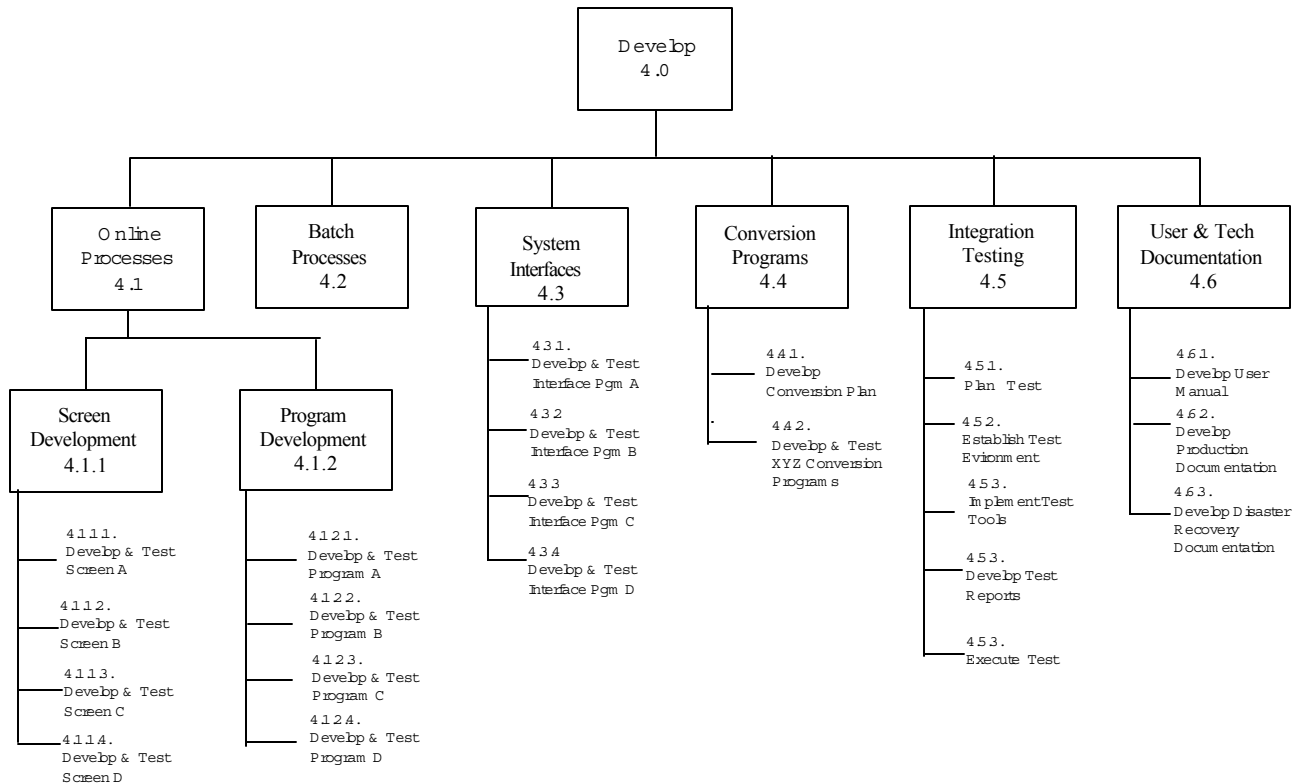 Develop
4.0
Online
Processes
4.1
Batch
Processes
4.2
System
Interfaces
4.3
Conversion
Programs
4.4
Integration
Testing
4.5
User & Tech
Documentation
4.6
Screen
Development
4.1.1
Program
Development
4.1.2
4.1.1.1.
Develop & Test
Screen A
4.1.1.2.
Develop & Test
Screen B
4.1.1.3.
Develop & Test
Screen C
4.1.1.4.
Develop & Test
Screen D
4.1.2.1.
Develop & Test
Program A
4.1.2.2.
Develop & Test
Program B
4.1.2.3.
Develop & Test
Program C
4.1.2.4.
Develop & Test
Program D
4.3.1.
Develop & Test
Interface Pgm A
4.3.2
Develop & Test
Interface Pgm B
4.3.3
Develop & Test
Interface Pgm C
4.3.4
Develop & Test
Interface Pgm D
4.4.1.
Develop
Conversion Plan
4.4.2.
Develop & Test
XYZ Conversion
Programs
4.5.1.
Plan Test
4.5.2.
Establish Test
Evironment
4.5.3.
Implement Test
Tools
4.5.3.
Develop Test
Reports
4.5.3.
Execute Test
4.6.1.
Develop User
Manual
4.6.2.
Develop
Production
Documentation
4.6.3.
Develop Disaster
Recovery
Documentation